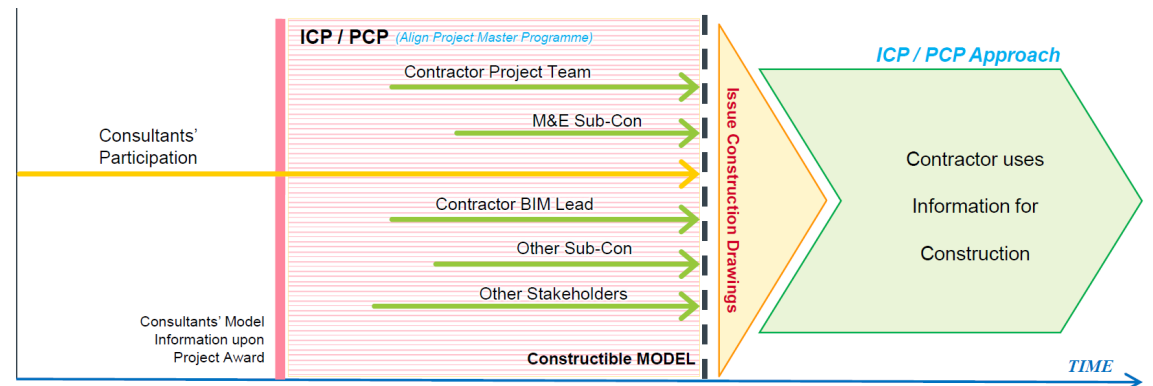 ICP / PCP (Align Project Master Programme)
Contractor Project Team
M&E Sub-Con
Consultants'
Participation
Contractor BIM Lead
Other Sub-Con
Other Stakeholders
Consultants' Model
Information upon
Project Award
Constructible MODEL
Issue Construction Drawings
ICP / PCP Approach
Contractor uses
Information for
Construction
TIME